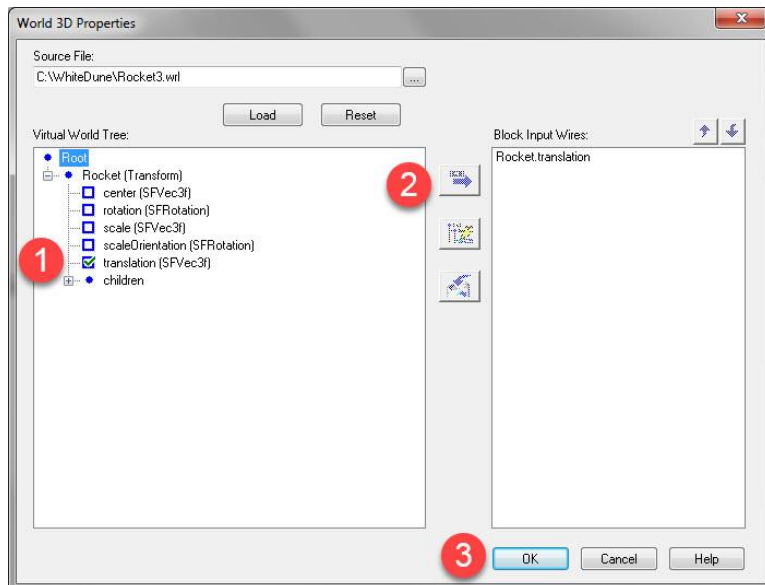 World 3D Properties
Source File:
C:\WhiteDune\Rocket3.wrl
...
Load Reset
Virtual World Tree:
Block Input Wires:
Root
Rocket (Transform)
center (SFVec3f)
rotation (SFRotation)
scale (SFVec3f)
scaleOrientation (SFRotation)
translation (SFVec3f)
children
Rocket.translation
1
2
3
OK Cancel Help